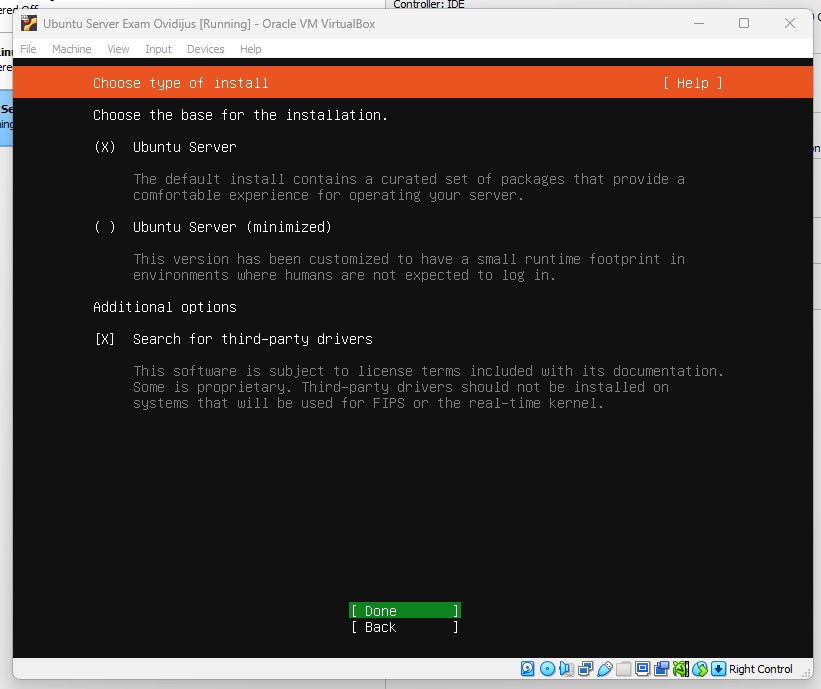 Controller: IDE
ered Off
Ubuntu Server Exam Ovidijus [Running] - Oracle VM VirtualBox
File Machine View Input Devices Help
Choose type of install [ Help ]
Choose the base for the installation.
(X) Ubuntu Server
The default install contains a curated set of packages that provide a
comfortable experience for operating your server.
( ) Ubuntu Server (minimized)
This version has been customized to have a small runtime footprint in
environments where humans are not expected to log in.
Additional options
[X] Search for third-party drivers
This software is subject to license terms included with its documentation.
Some is proprietary. Third-party drivers should not be installed on
systems that will be used for FIPS or the real-time kernel.
[ Done ]
[ Back ]
Right Control